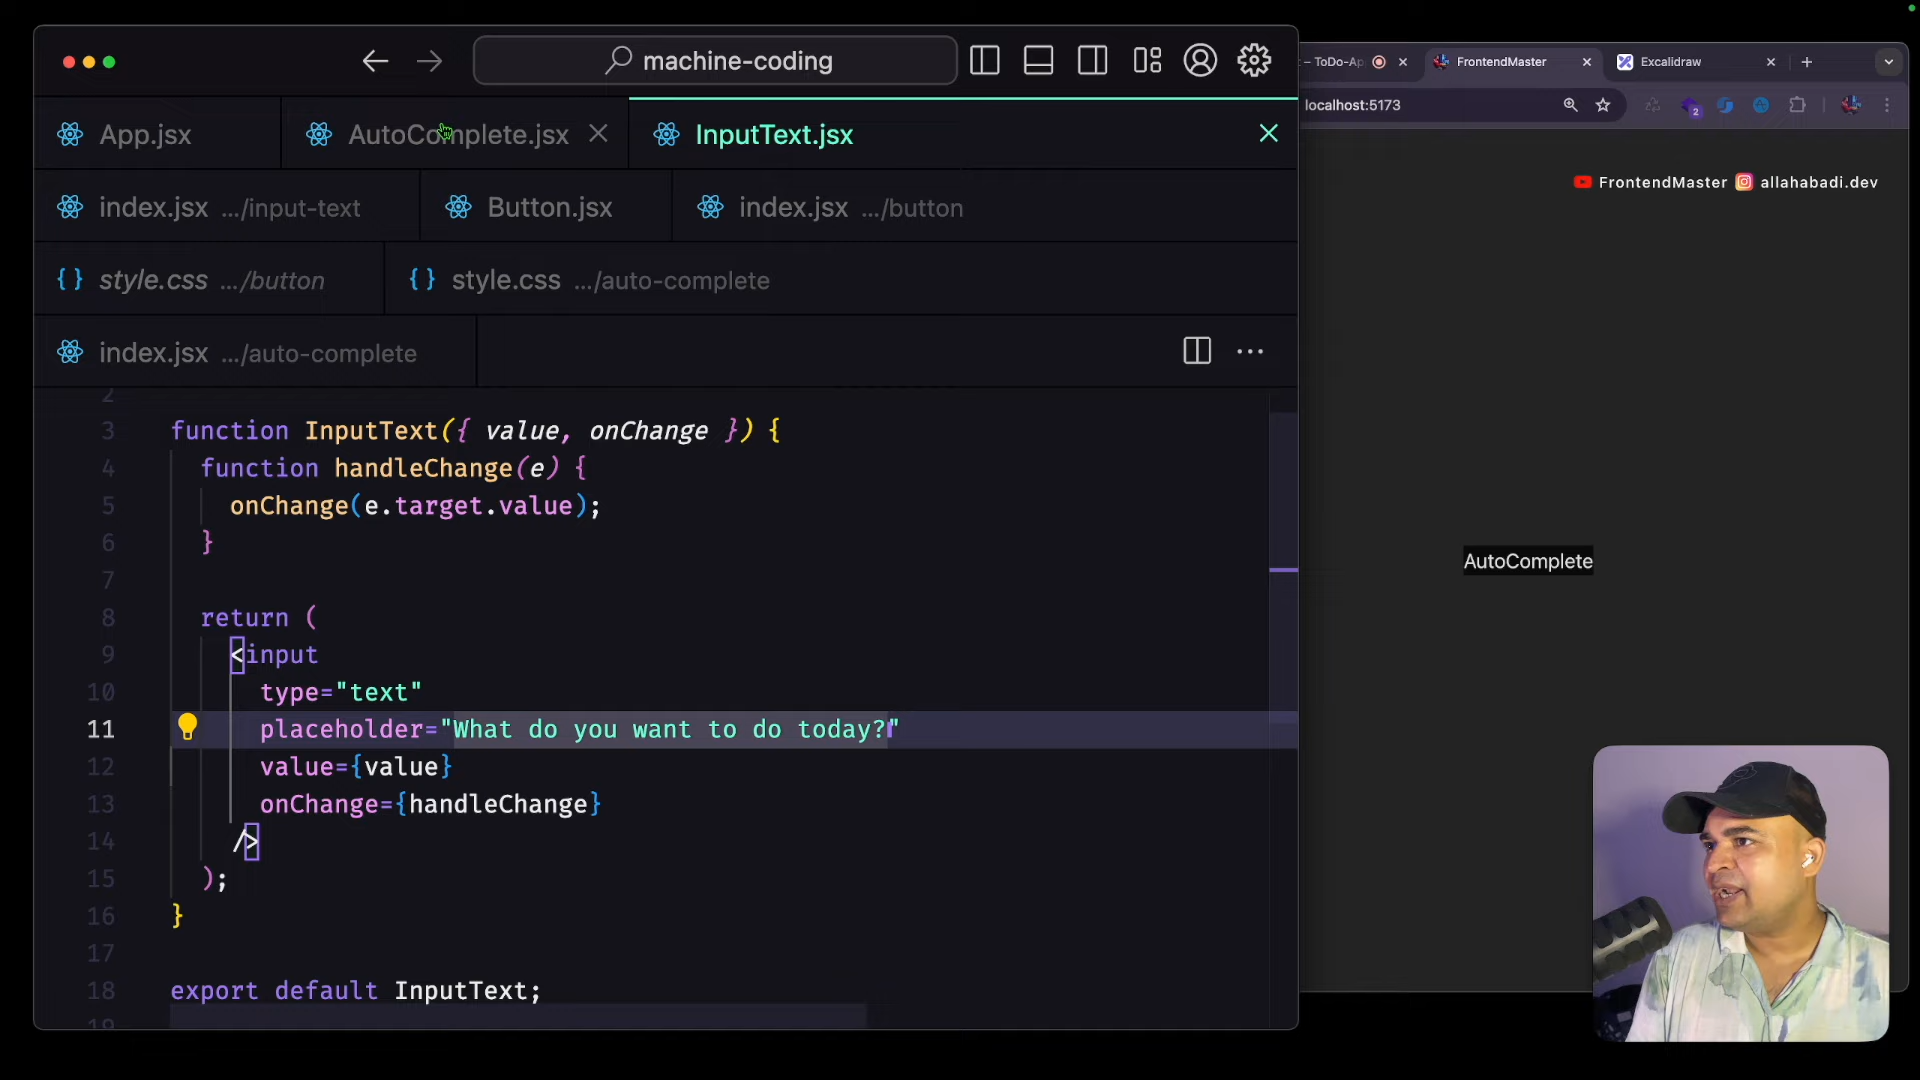 machine-coding
ToDo-Ap
FrontendMaster
Excalidraw
localhost:5173
2
App.jsx
AutoComplete.jsx
InputText.jsx
index.jsx .../input-text
Button.jsx
index.jsx .../button
style.css .../button
style.css .../auto-complete
index.jsx .../auto-complete
FrontendMaster
allahabadi.dev
AutoComplete
2
3 function InputText({ value, onChange }) {
4 function handleChange(e) {
5 onChange(e.target.value);
6 }
7
8 return (
9 <input
10 type="text"
11 placeholder="What do you want to do today?"
12 value={value}
13 onChange={handleChange}
14 />
15 );
16 }
17
18 export default InputText;
19